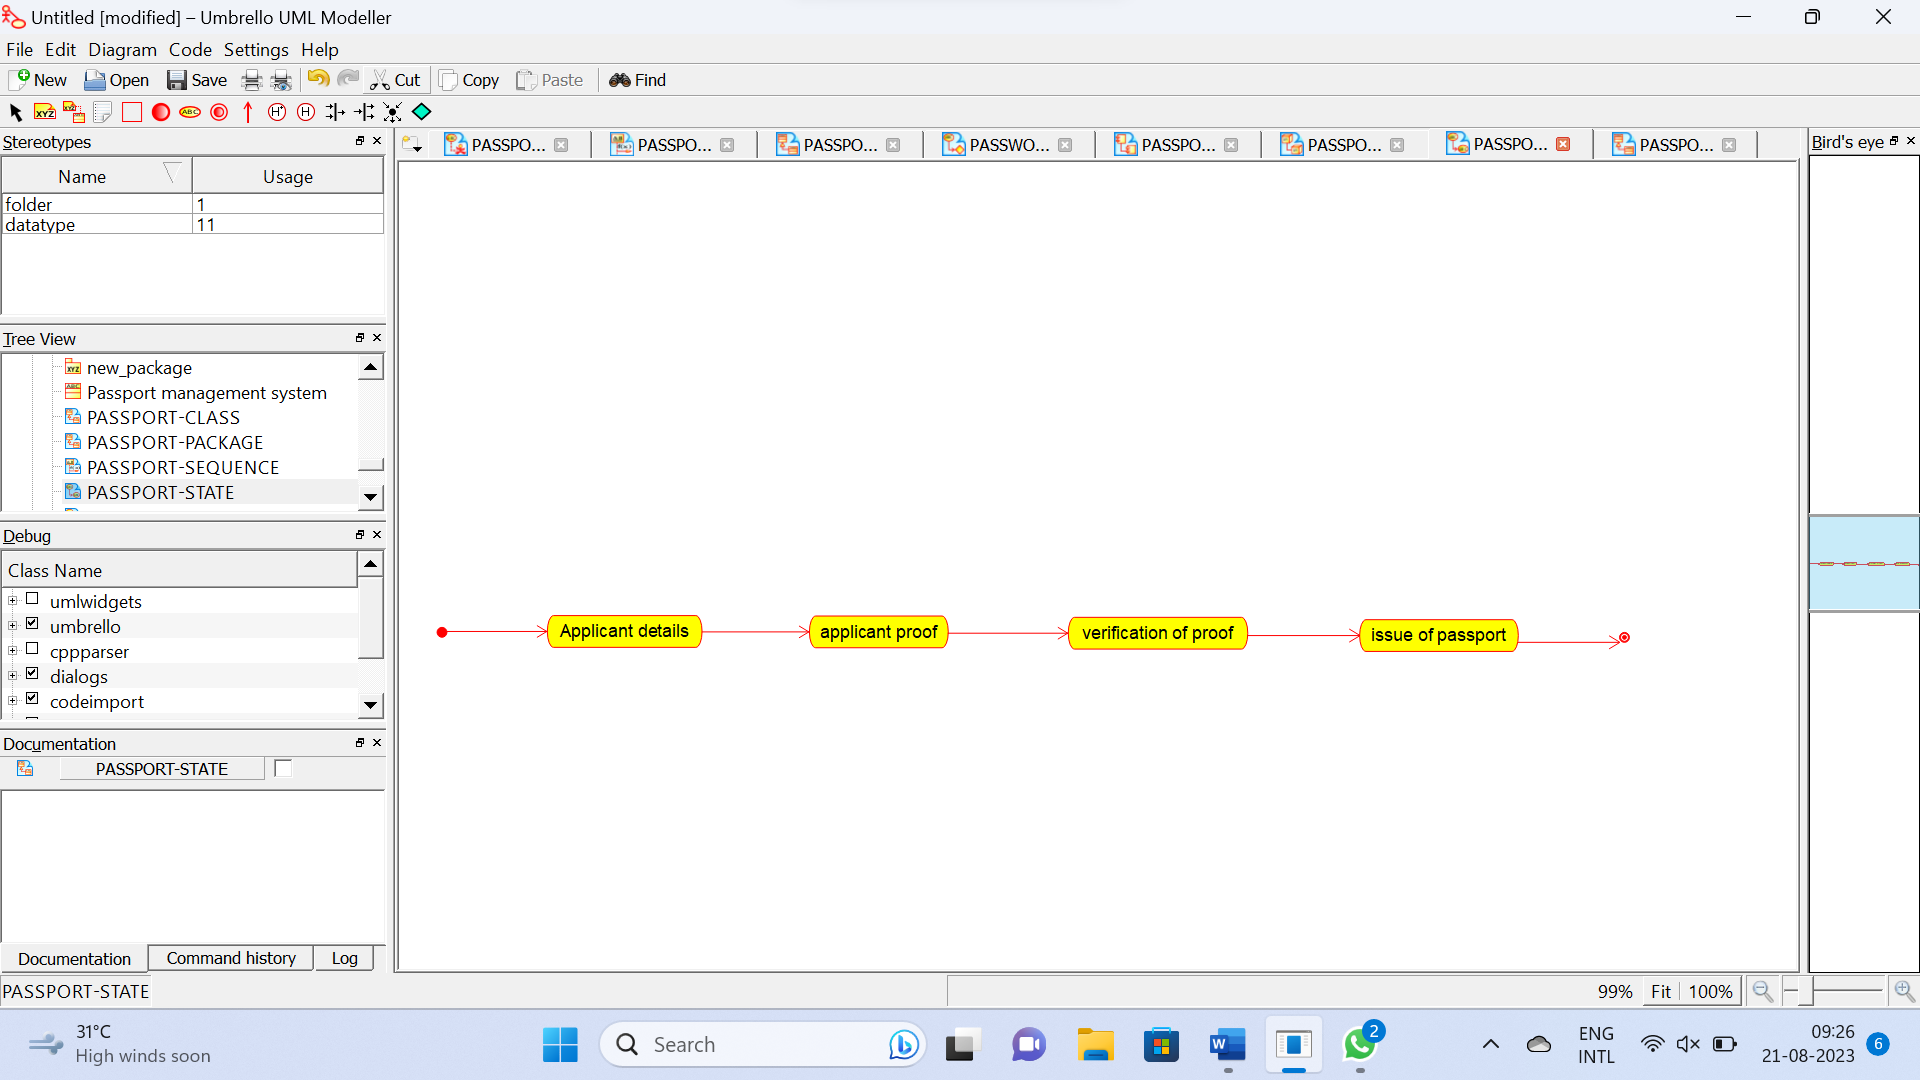 Untitled [modified] – Umbrello UML Modeller
File Edit Diagram Code Settings Help
New Open Save Cut Copy Paste Find
Stereotypes
Name Usage
folder 1
datatype 11
Tree View
new_package
Passport management system
PASSPORT-CLASS
PASSPORT-PACKAGE
PASSPORT-SEQUENCE
PASSPORT-STATE
Debug
Class Name
umlwidgets
umbrello
cppparser
dialogs
codeimport
Documentation
PASSPORT-STATE
Documentation Command history Log
PASSPORT-STATE
PASSPO... PASSPO... PASSPO... PASSWO... PASSPO... PASSPO... PASSPO... PASSPO...
Applicant details applicant proof verification of proof issue of passport
Bird's eye
99% Fit 100%
31°C
High winds soon
Search
2
ENG
INTL
09:26
21-08-2023
6